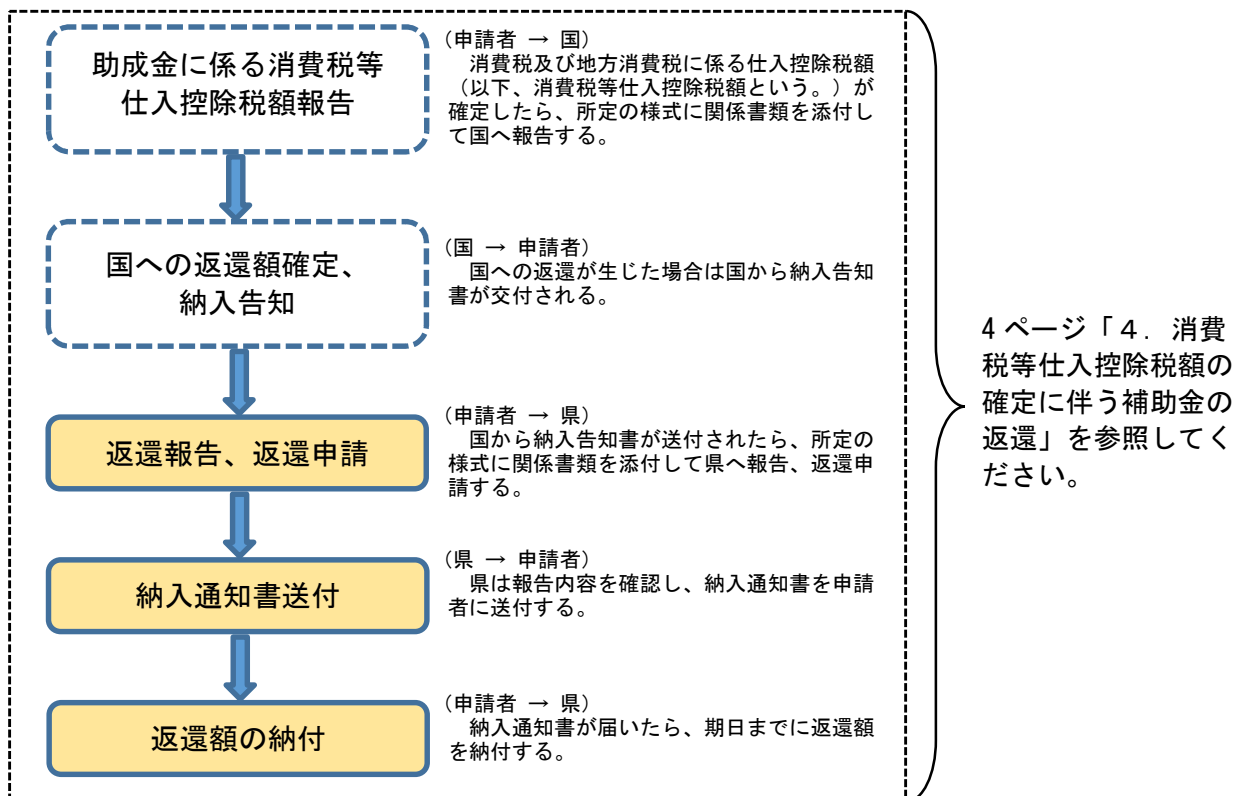 助成金に係る消費税等
仕入控除税額報告
（申請者 → 国）
消費税及び地方消費税に係る仕入控除税額
（以下、消費税等仕入控除税額という。）が
確定したら、所定の様式に関係書類を添付し
て国へ報告する。
国への返還額確定、
納入告知
（国 → 申請者）
国への返還が生じた場合は国から納入告知
書が交付される。
返還報告、返還申請
（申請者 → 県）
国から納入告知書が送付されたら、所定の
様式に関係書類を添付して県へ報告、返還申
請する。
納入通知書送付
（県 → 申請者）
県は報告内容を確認し、納入通知書を申請
者に送付する。
返還額の納付
（申請者 → 県）
納入通知書が届いたら、期日までに返還額
を納付する。
4 ページ「４．消費
税等仕入控除税額の
確定に伴う補助金の
返還」を参照してく
ださい。